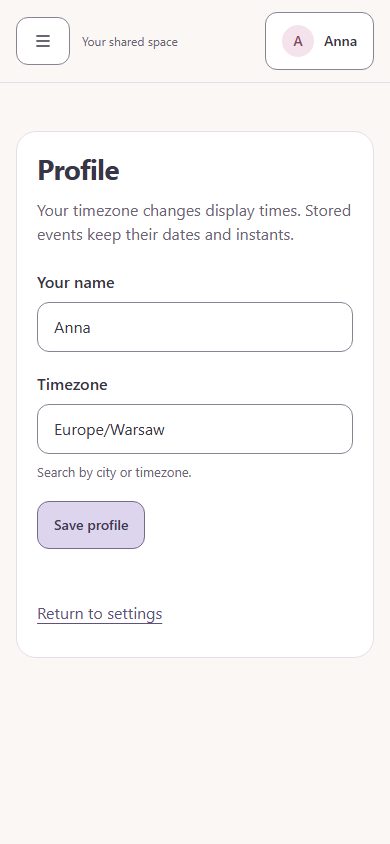 Your shared space
A Anna
Profile
Your timezone changes display times. Stored
events keep their dates and instants.
Your name
Anna
Timezone
Europe/Warsaw
Search by city or timezone.
Save profile
Return to settings